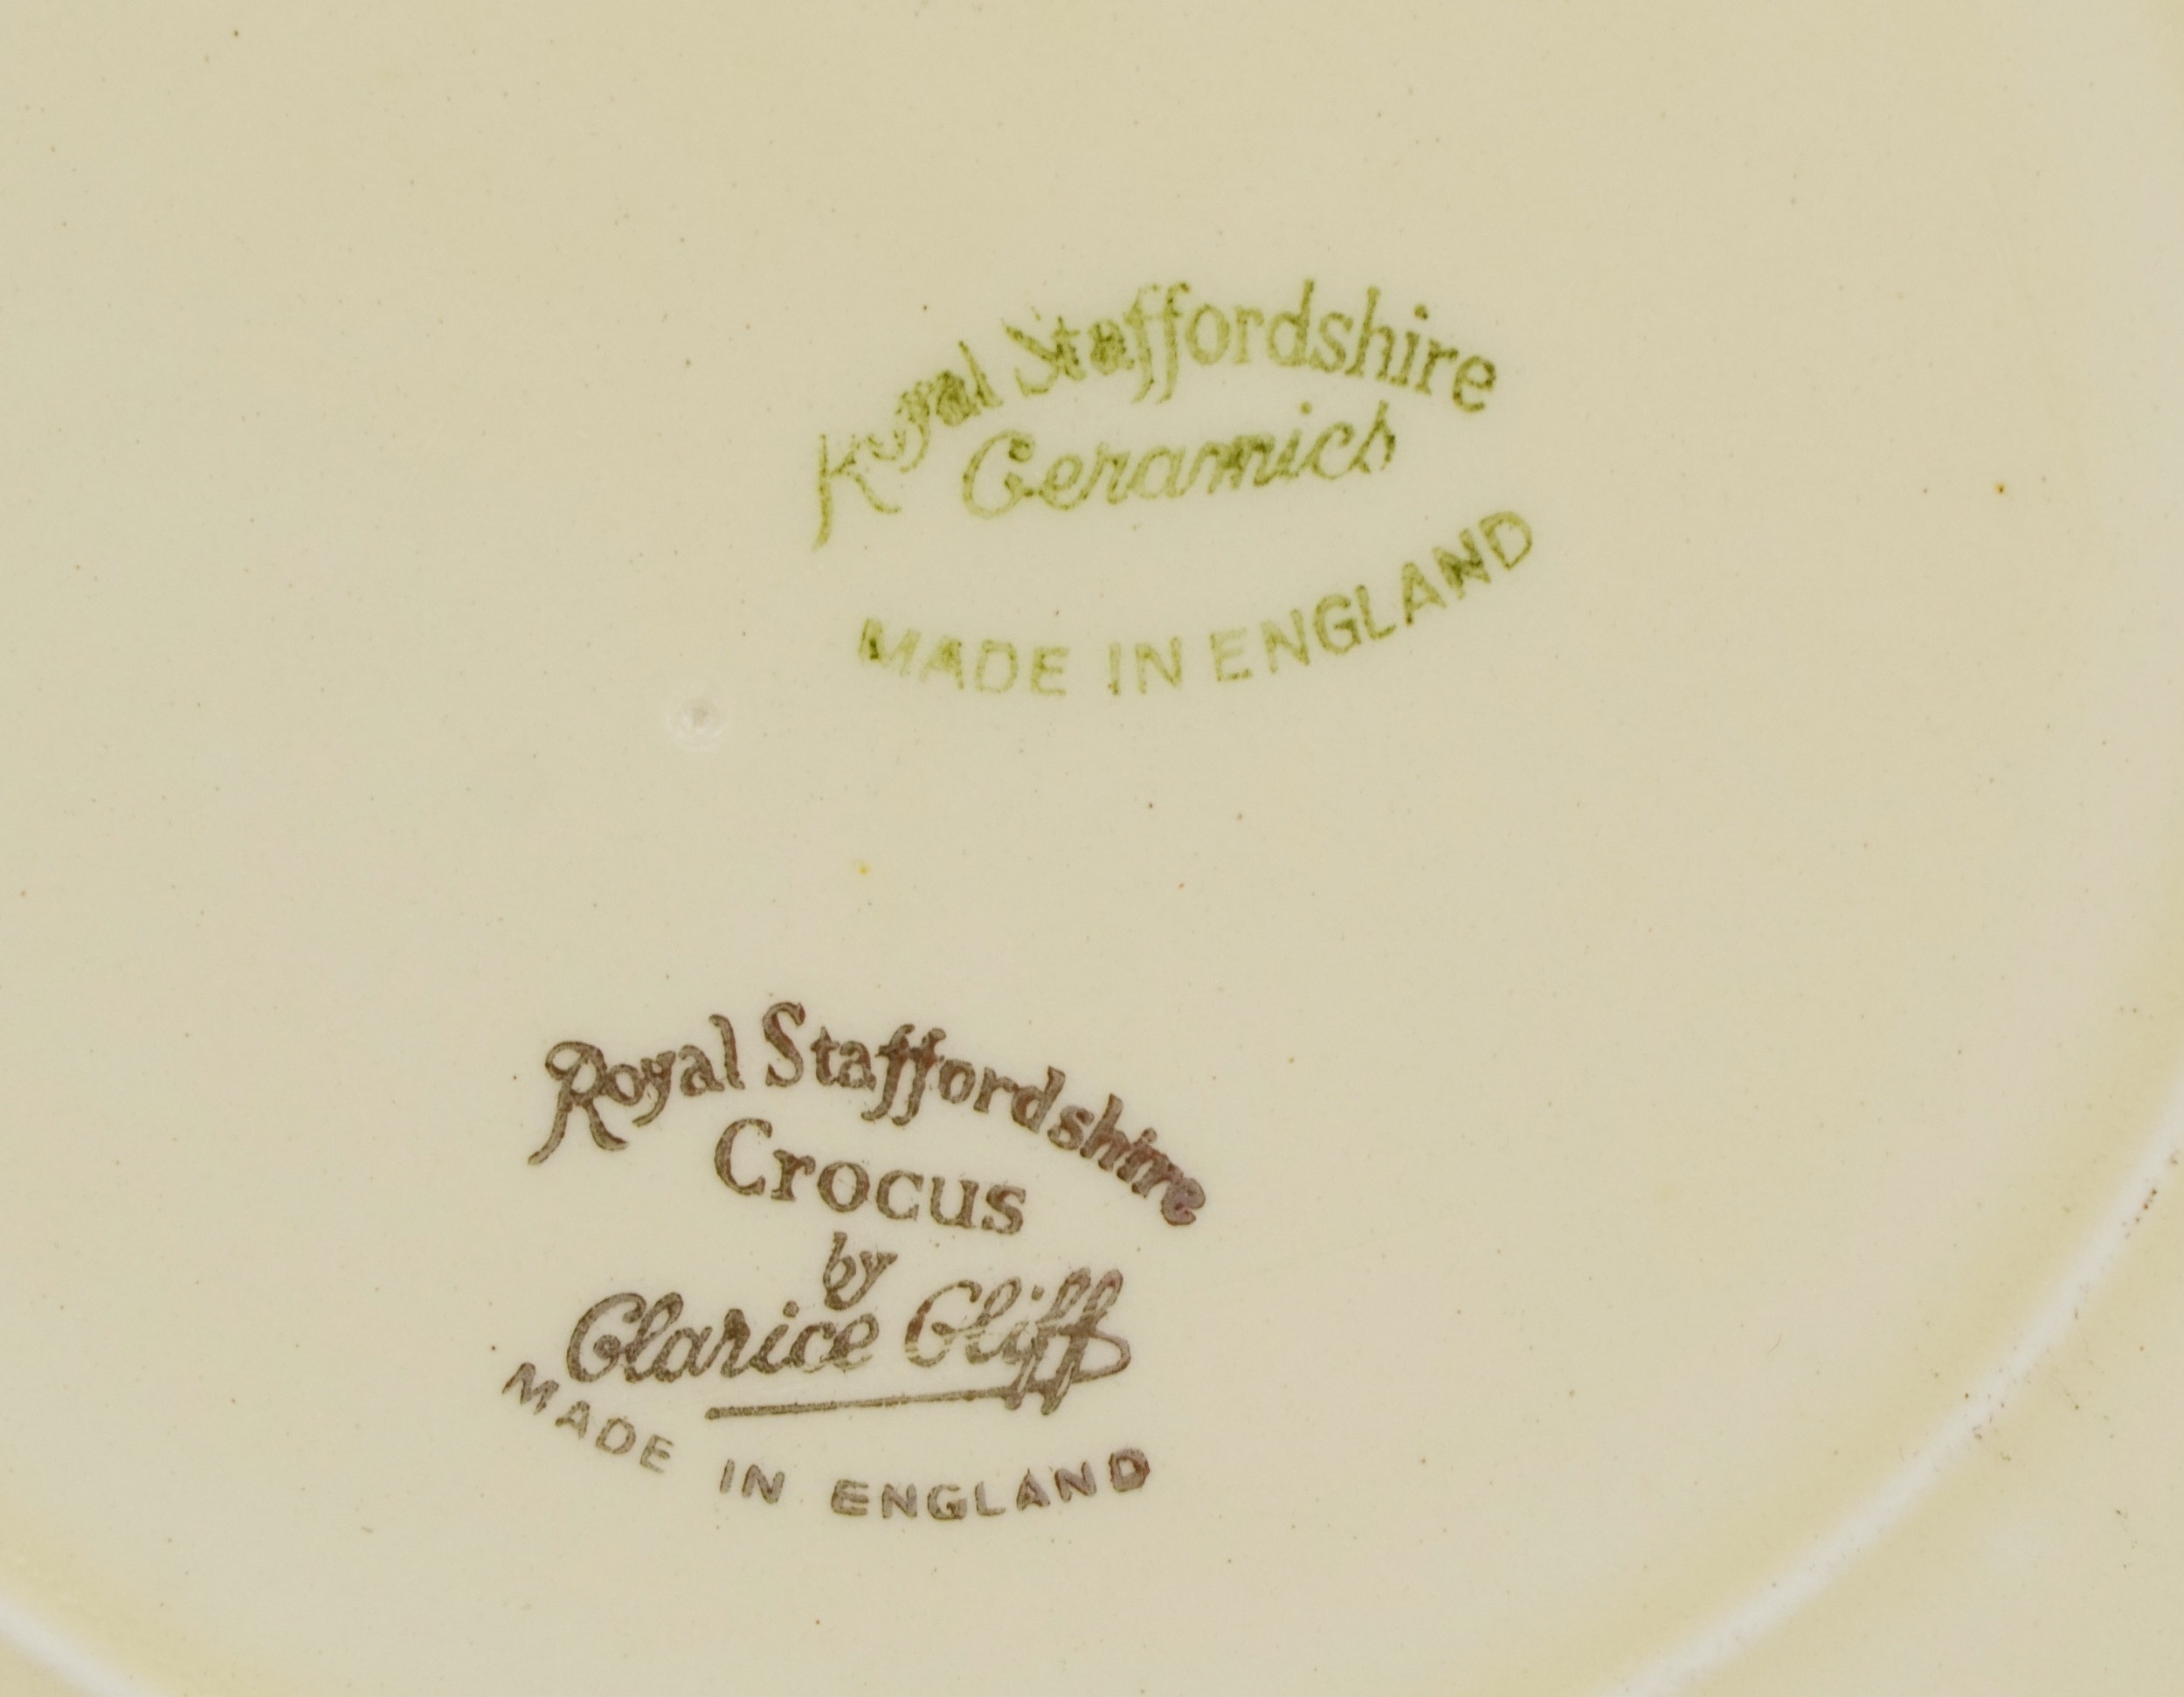 Royal Staffordshire
Ceramics
MADE IN ENGLAND
Royal Staffordshire
Crocus
by
Clarice Cliff
MADE IN ENGLAND